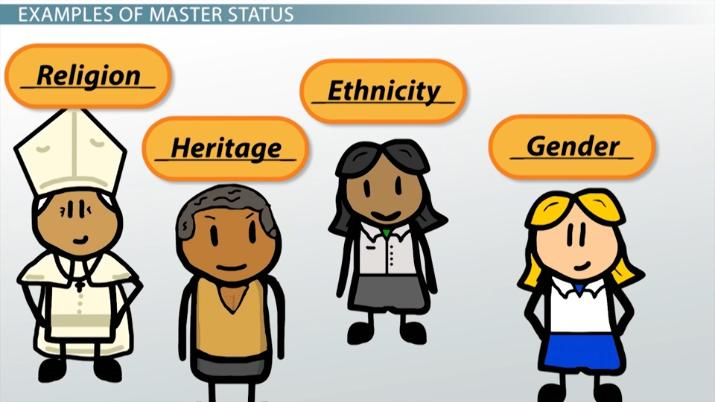 EXAMPLES OF MASTER STATUS
Religion
Heritage
Ethnicity
Gender